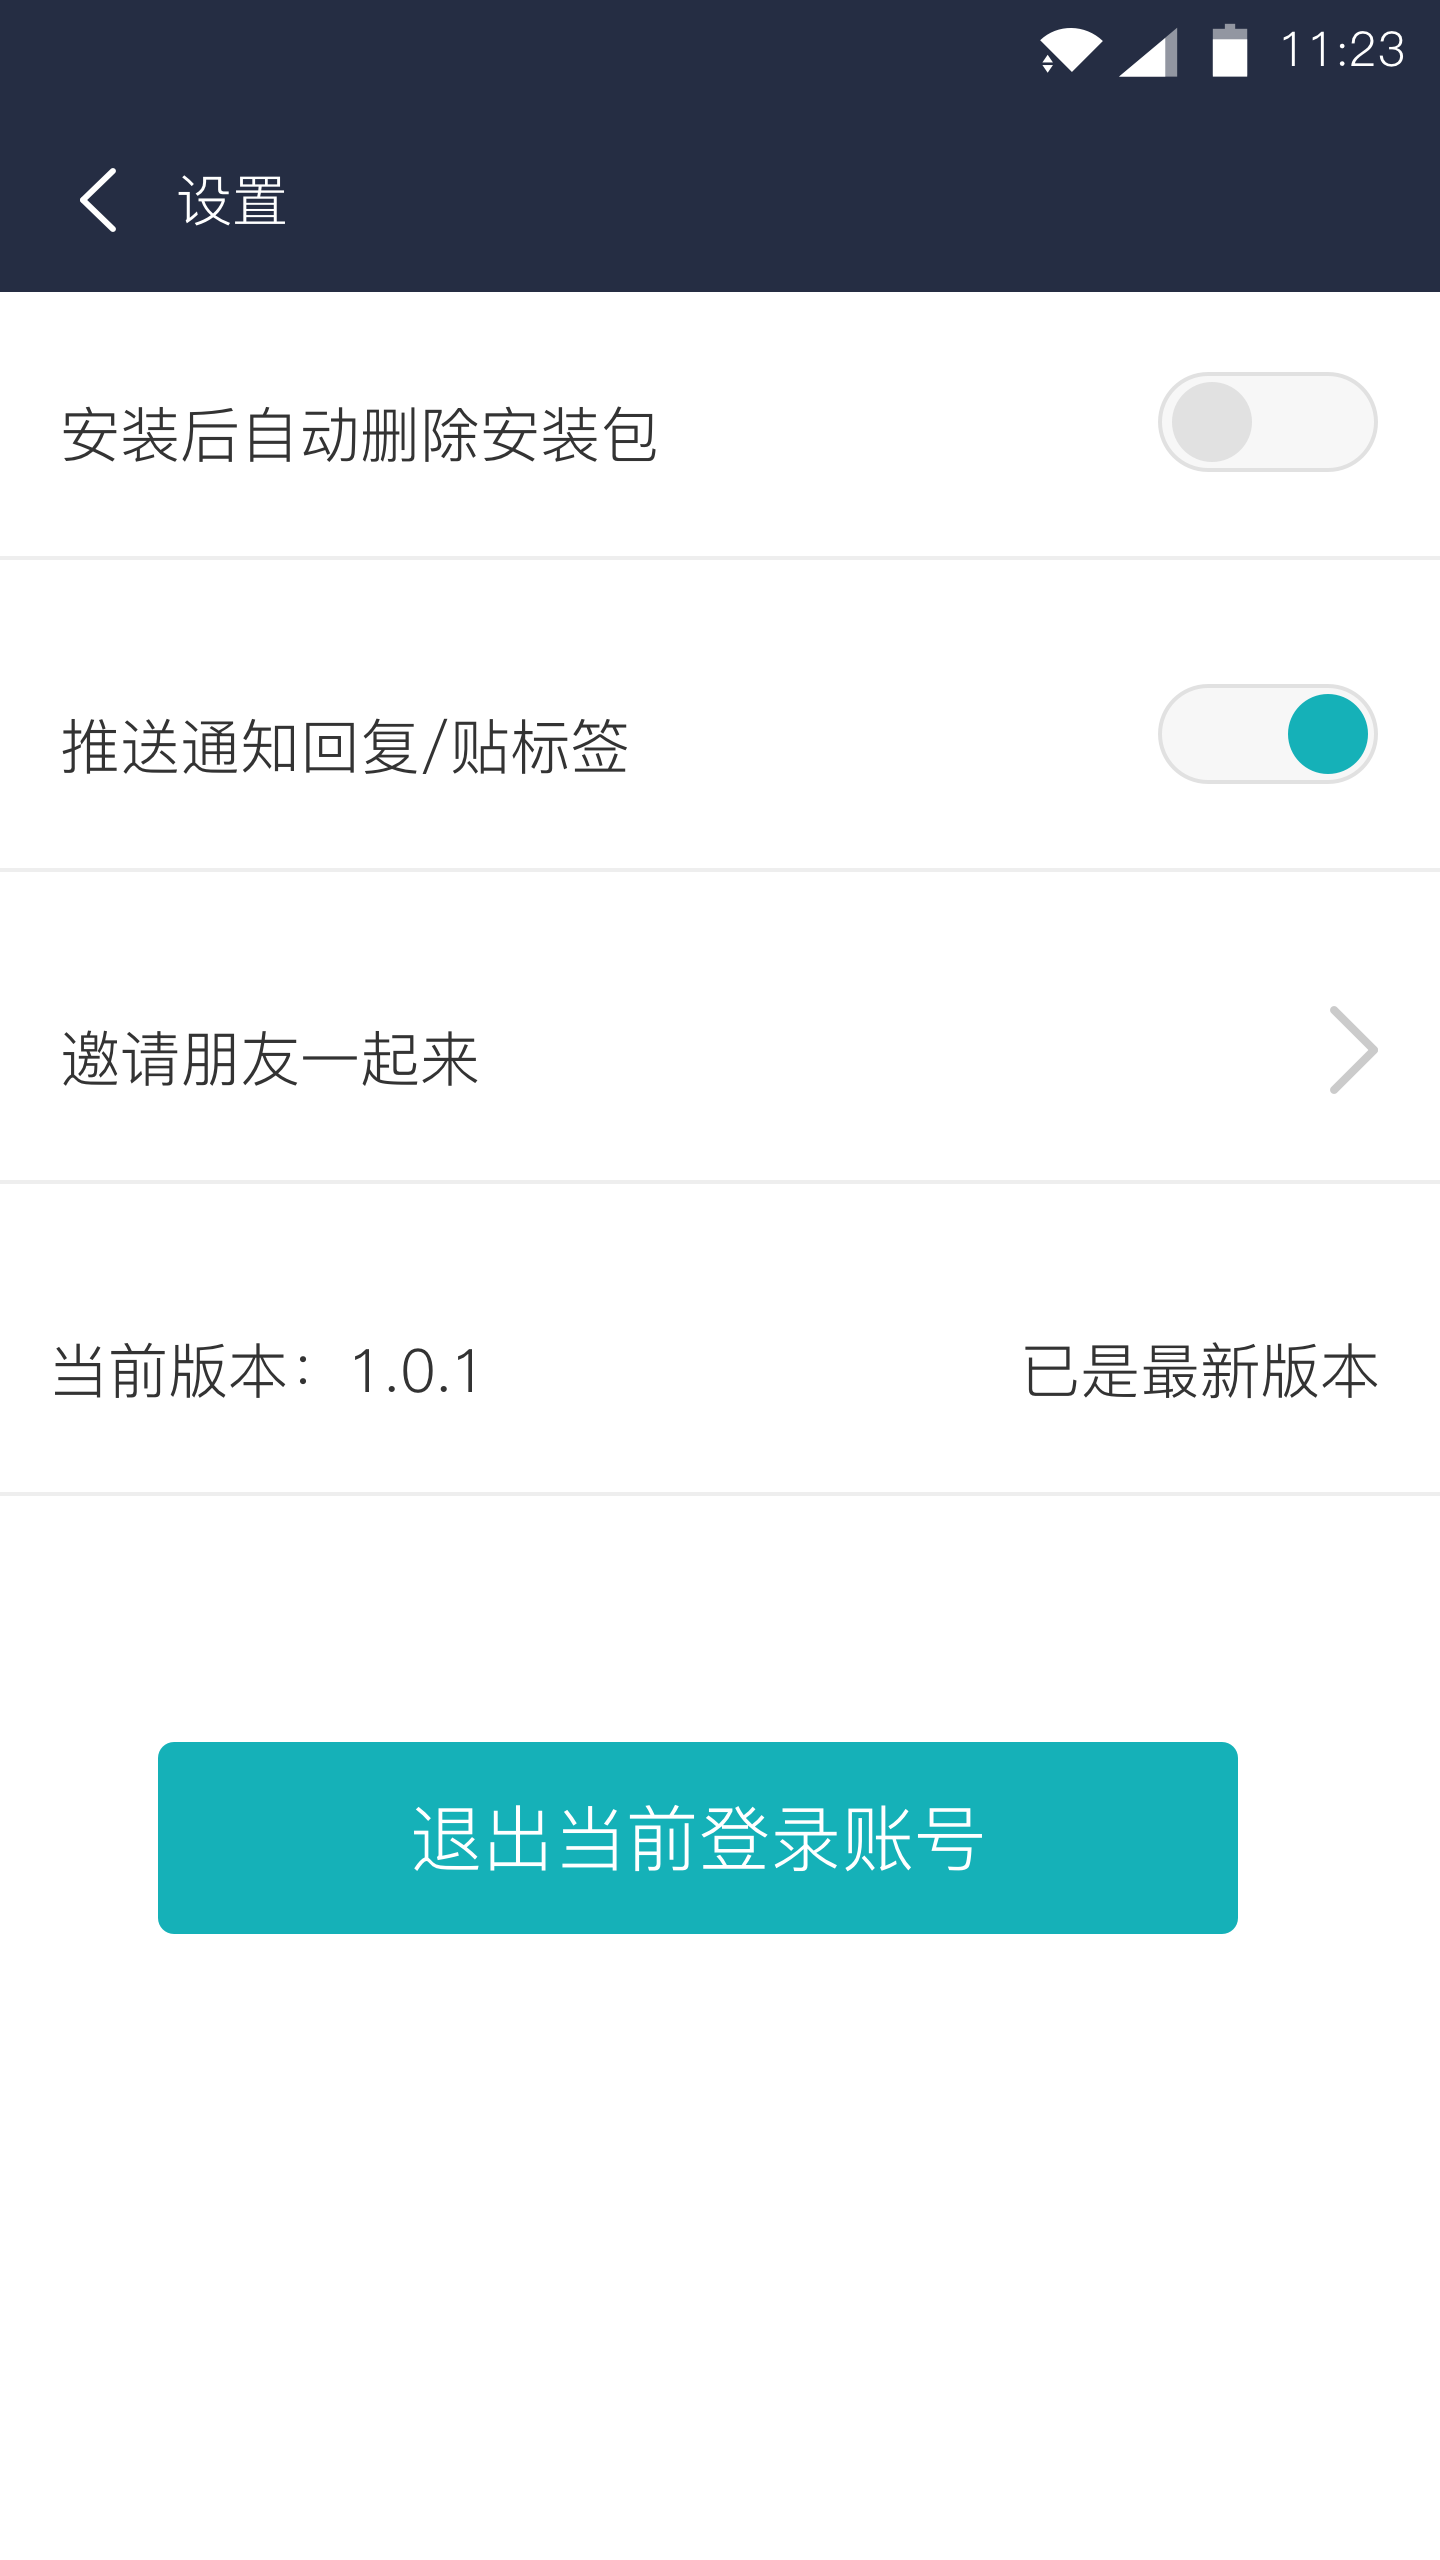 11:23
设置
安装后自动删除安装包
推送通知回复/贴标签
邀请朋友一起来
当前版本：1.0.1 已是最新版本
退出当前登录账号